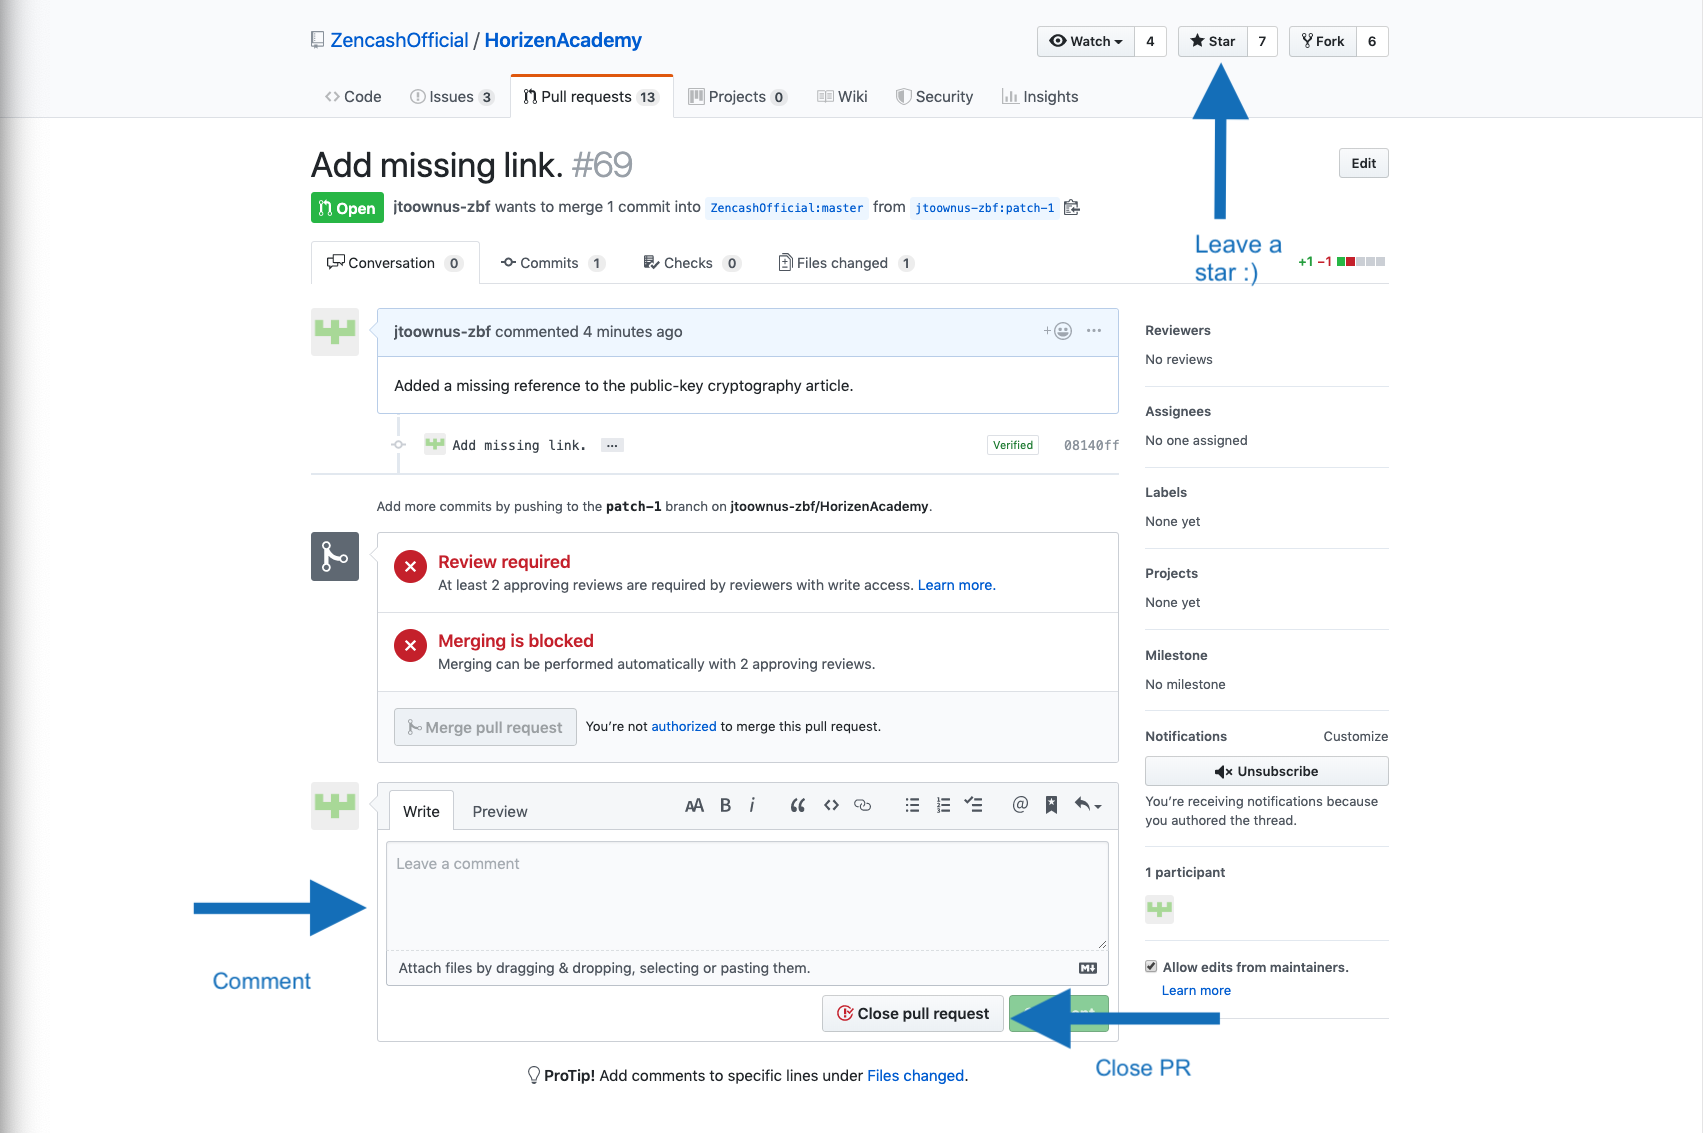 ZencashOfficial / HorizenAcademy
Watch 4 Star 7 Fork 6
Code Issues 3 Pull requests 13 Projects 0 Wiki Security Insights
Add missing link. #69
Edit
Open jtoownus-zbf wants to merge 1 commit into ZencashOfficial:master from jtoownus-zbf:patch-1
Leave a
star :)
Conversation 0 Commits 1 Checks 0 Files changed 1
+1 −1
jtoownus-zbf commented 4 minutes ago
Added a missing reference to the public-key cryptography article.
Add missing link. ... Verified 08140ff
Add more commits by pushing to the patch-1 branch on jtoownus-zbf/HorizenAcademy.
Review required
At least 2 approving reviews are required by reviewers with write access. Learn more.
Merging is blocked
Merging can be performed automatically with 2 approving reviews.
Merge pull request You're not authorized to merge this pull request.
Write Preview
Leave a comment
Attach files by dragging & dropping, selecting or pasting them.
Close pull request
Comment
Close PR
ProTip! Add comments to specific lines under Files changed.
Reviewers
No reviews
Assignees
No one assigned
Labels
None yet
Projects
None yet
Milestone
No milestone
Notifications Customize
Unsubscribe
You're receiving notifications because
you authored the thread.
1 participant
Allow edits from maintainers.
Learn more